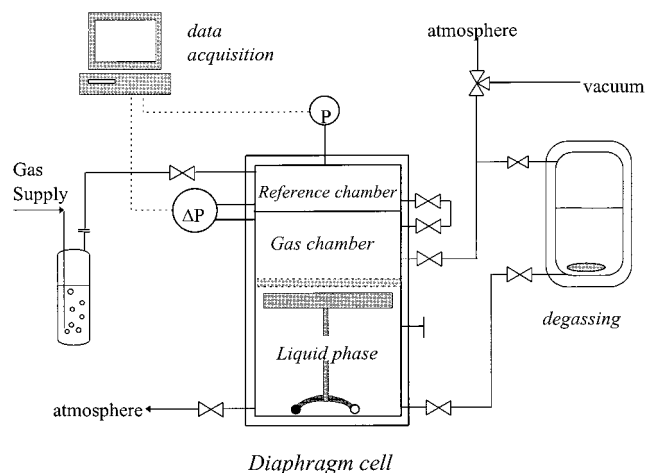 data
acquisition
atmosphere
vacuum
P
Gas
Supply
Reference chamber
ΔP
Gas chamber
degassing
Liquid phase
atmosphere
Diaphragm cell